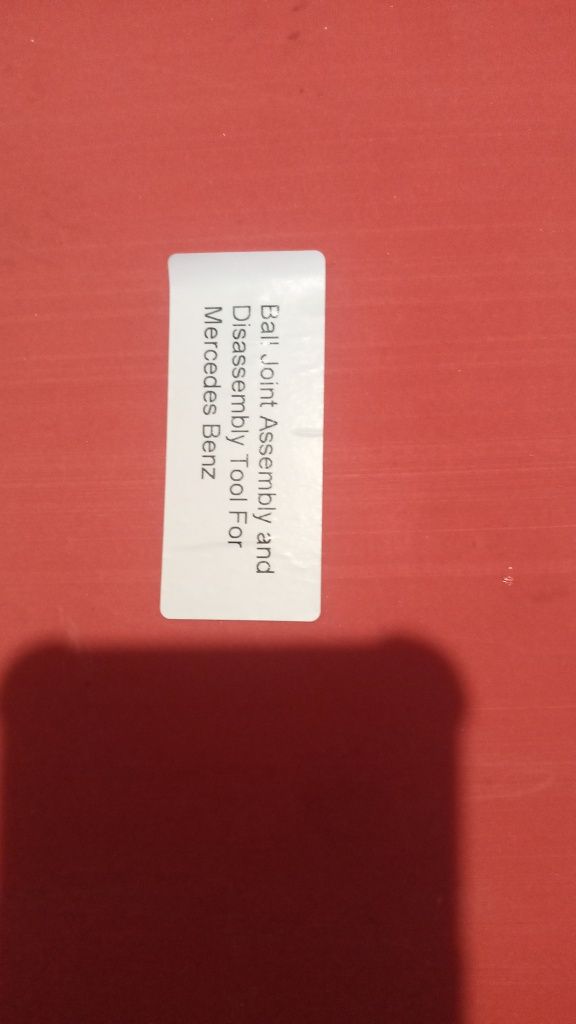 Ball Joint Assembly and
Disassembly Tool For
Mercedes Benz